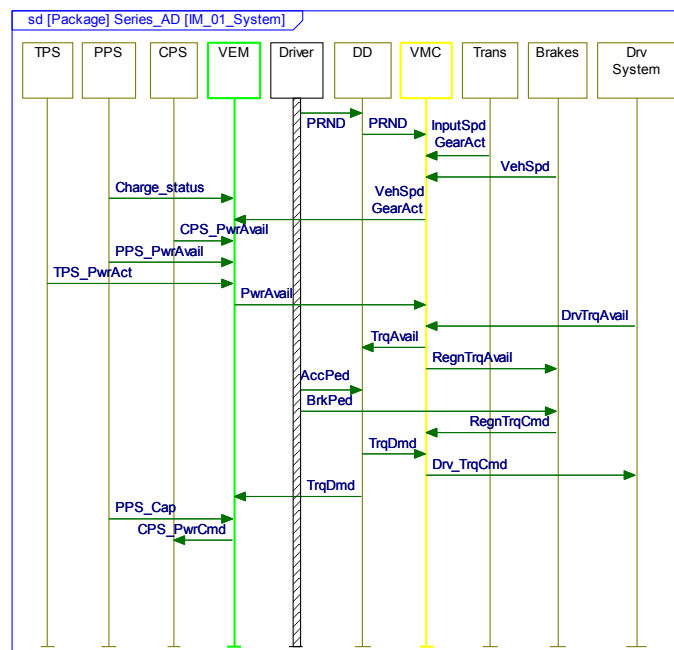 sd [Package] Series_AD [IM_01_System]
TPS
PPS
CPS
VEM
Driver
DD
VMC
Trans
Brakes
Drv
System
PRND
PRND
InputSpd
GearAct
VehSpd
Charge_status
VehSpd
GearAct
CPS_PwrAvail
PPS_PwrAvail
TPS_PwrAct
PwrAvail
DrvTrqAvail
TrqAvail
RegnTrqAvail
AccPed
BrkPed
RegnTrqCmd
TrqDmd
Drv_TrqCmd
TrqDmd
PPS_Cap
CPS_PwrCmd